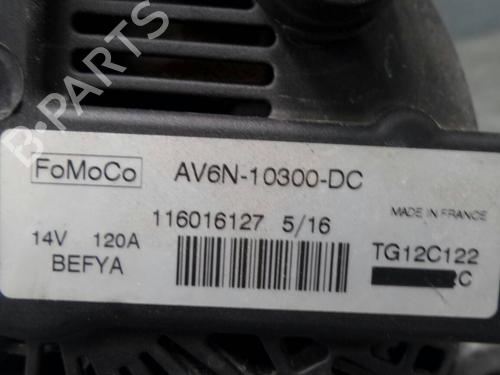 B-PARTS
FoMoCo AV6N-10300-DC
116016127 5/16
MADE IN FRANCE
14V 120A
TG12C122
BEFYA
C